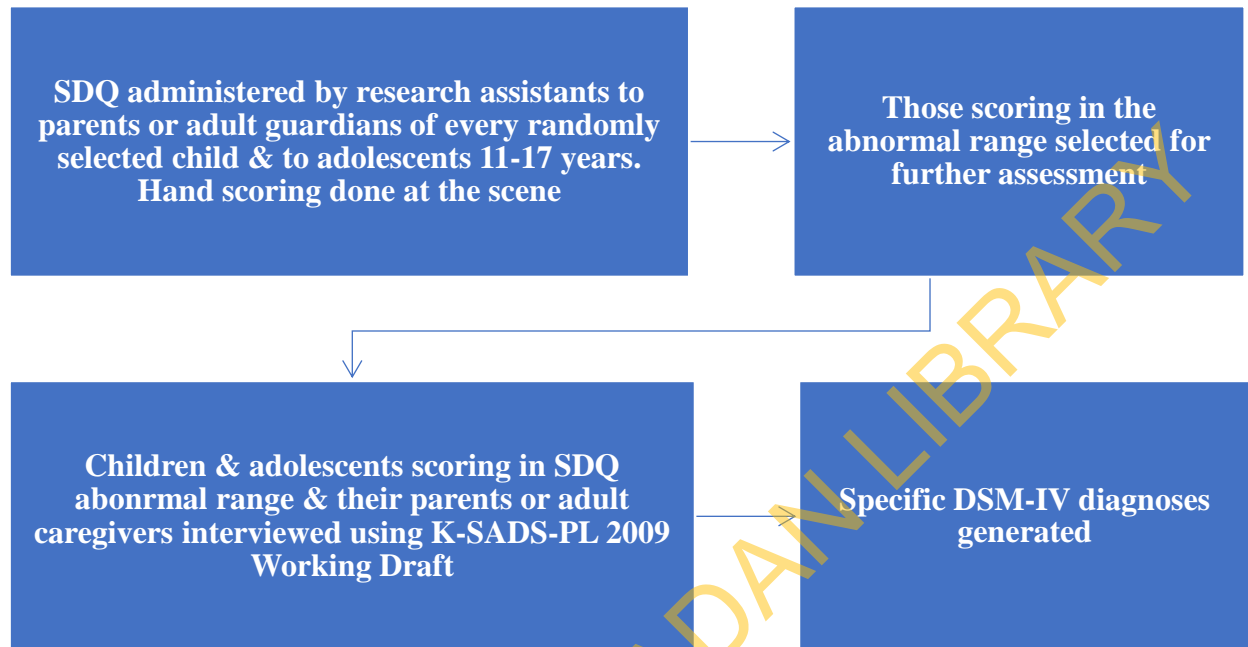 SDQ administered by research assistants to
parents or adult guardians of every randomly
selected child & to adolescents 11-17 years.
Hand scoring done at the scene
Those scoring in the
abnormal range selected for
further assessment
Children & adolescents scoring in SDQ
abonrmal range & their parents or adult
caregivers interviewed using K-SADS-PL 2009
Working Draft
Specific DSM-IV diagnoses
generated
ADAN LIBRARY